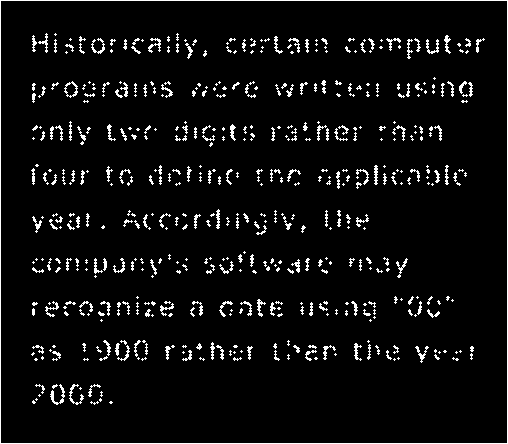 Historically, certain computer
programs were written using
only two digits rather than
four to define the applicable
year. Accordingly, the
company's software may
recognize a date using "00"
as 1900 rather than the year
2000.